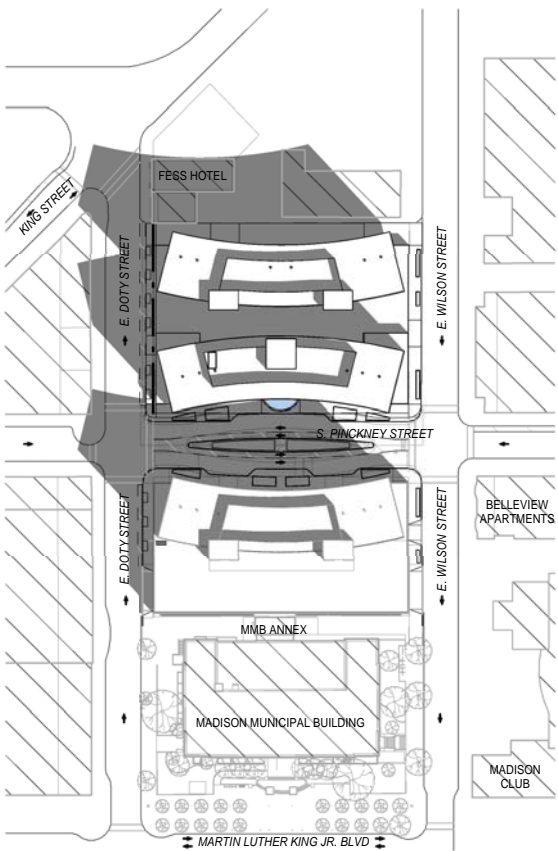 FESS HOTEL
KING STREET
E. DOTY STREET
E. WILSON STREET
S. PINCKNEY STREET
E. DOTY STREET
E. WILSON STREET
BELLEVIEW
APARTMENTS
MMB ANNEX
MADISON MUNICIPAL BUILDING
MADISON
CLUB
MARTIN LUTHER KING JR. BLVD